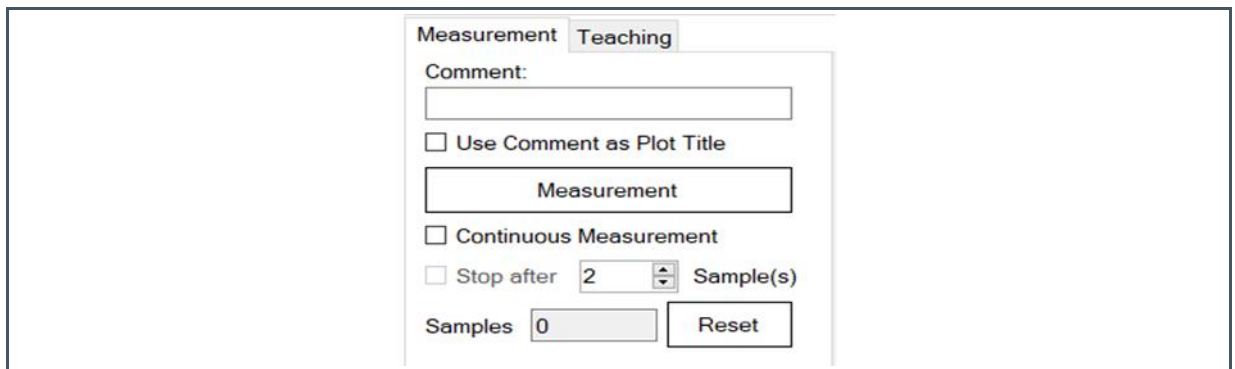 Measurement Teaching
Comment:
Use Comment as Plot Title
Measurement
Continuous Measurement
Stop after 2 Sample(s)
Samples 0 Reset